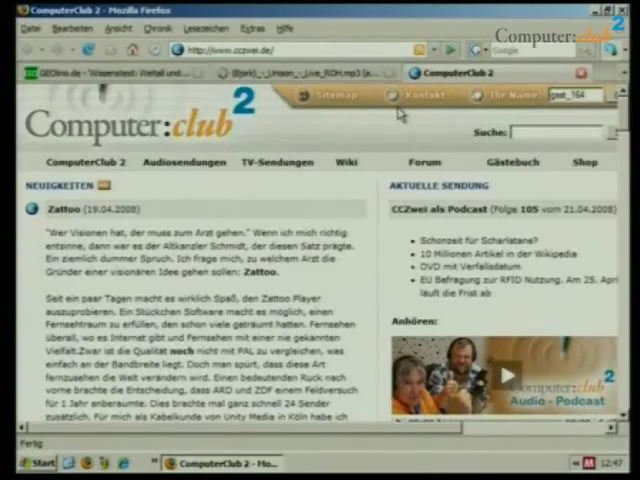 ComputerClub 2 - Mozilla Firefox
Datei Bearbeiten Ansicht Chronik Lesezeichen Extras Hilfe
Computer:club 2
http://www.cczwei.de/
Google
GEOlino.de - Wissenstest: Weltall und
(Bjork)_-_Unison_-_Live_ROH.mp3 (a...
ComputerClub 2
Sitemap Kontakt Ihr Name: gast_164
Computer:club 2
Suche:
ComputerClub 2 Audiosendungen TV-Sendungen Wiki Forum Gästebuch Shop
NEUIGKEITEN
Zattoo (19.04.2008)
"Wer Visionen hat, der muss zum Arzt gehen." Wenn ich mich richtig
entsinne, dann war es der Altkanzler Schmidt, der diesen Satz prägte.
Ein ziemlich dummer Spruch. Ich frage mich, zu welchem Arzt die
Gründer einer visionären Idee gehen sollen: Zattoo.
Seit ein paar Tagen macht es wirklich Spaß, den Zattoo Player
auszuprobieren. Ein Stückchen Software macht es möglich, einen
Fernsehtraum zu erfüllen, den schon viele geträumt hatten. Fernsehen
überall, wo es Internet gibt und Fernsehen mit einer nie gekannten
Vielfalt.Zwar ist die Qualität noch nicht mit PAL zu vergleichen, was
einfach an der Bandbreite liegt. Doch man spürt, dass diese Art
fernzusehen die Welt verändern wird. Einen bedeutenden Ruck nach
vorne brachte die Entscheidung, dass ARD und ZDF einem Feldversuch
für 1 Jahr anberaumte. Dies brachte mal ganz schnell 24 Sender
zusätzlich. Für mich als Kabelkunde von Unity Media in Köln habe ich
AKTUELLE SENDUNG
CCZwei als Podcast (Folge 105 vom 21.04.2008)
Schonzeit für Scharlatane?
10 Millionen Artikel in der Wikipedia
DVD mit Verfallsdatum
EU Befragung zur RFID Nutzung. Am 25. April
läuft die Frist ab
Anhören:
Computer:club 2
Audio - Podcast
Fertig
Start
ComputerClub 2 - Mo...
12:47